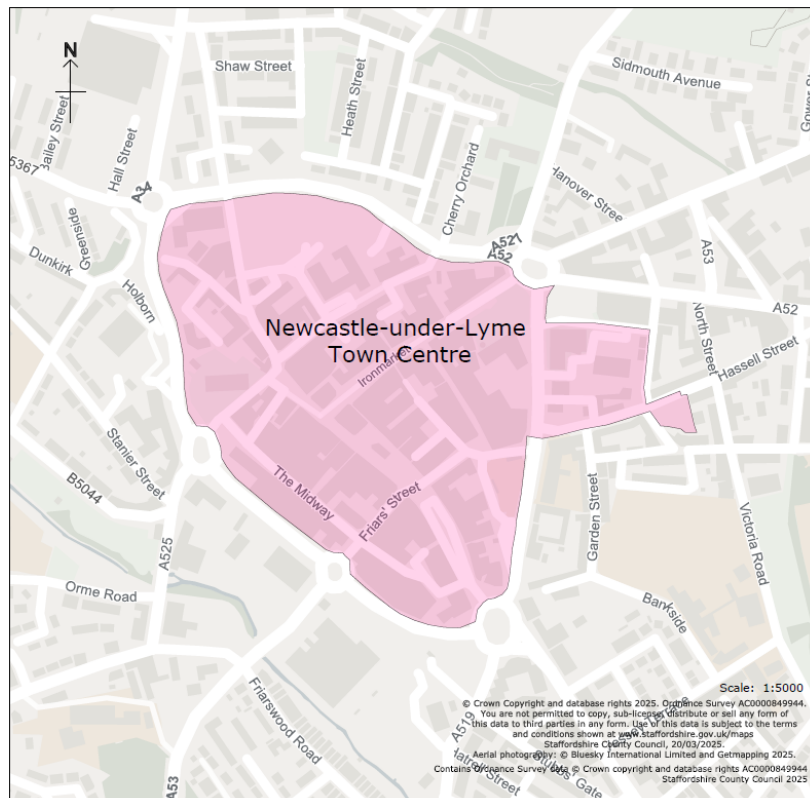 N
Shaw Street
Heath Street
Sidmouth Avenue
Bailey Street
Hall Street
5367
A34
Cherry Orchard
Hanover Stree
A521
A52
A53
Greenside
Dunkirk
Holborn
A52
North Street
Newcastle-under-Lyme
Town Centre
Ironmarket
Hassell Street
Stanier Street
B5044
The Midway
Friars' Street
Garden Street
Victoria Road
A525
Orme Road
Bankside
Friarswood Road
A519
A53
Scale: 1:5000
© Crown Copyright and database rights 2025. Ordnance Survey AC0000849944.
You are not permitted to copy, sub-license, distribute or sell any form of
this data to third parties in any form. Use of this data is subject to the terms
and conditions shown at www.staffordshire.gov.uk/maps
Staffordshire County Council, 20/03/2025.
Aerial photography: © Bluesky International Limited and Getmapping 2025.
Contains Ordnance Survey data © Crown copyright and database rights AC0000849944
Staffordshire County Council 2025